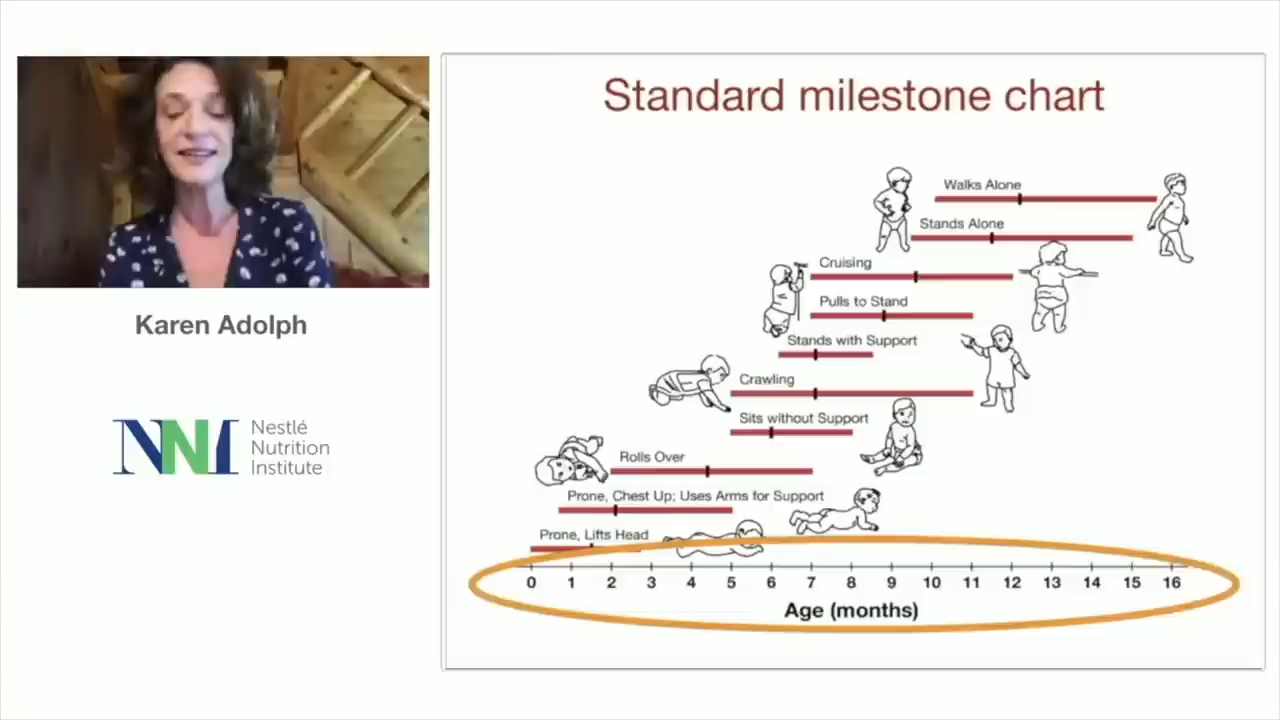 Standard milestone chart
Walks Alone
Stands Alone
Cruising
Pulls to Stand
Stands with Support
Crawling
Sits without Support
Rolls Over
Prone, Chest Up; Uses Arms for Support
Prone, Lifts Head
0 1 2 3 4 5 6 7 8 9 10 11 12 13 14 15 16
Age (months)
Karen Adolph
NNI
Nestlé
Nutrition
Institute